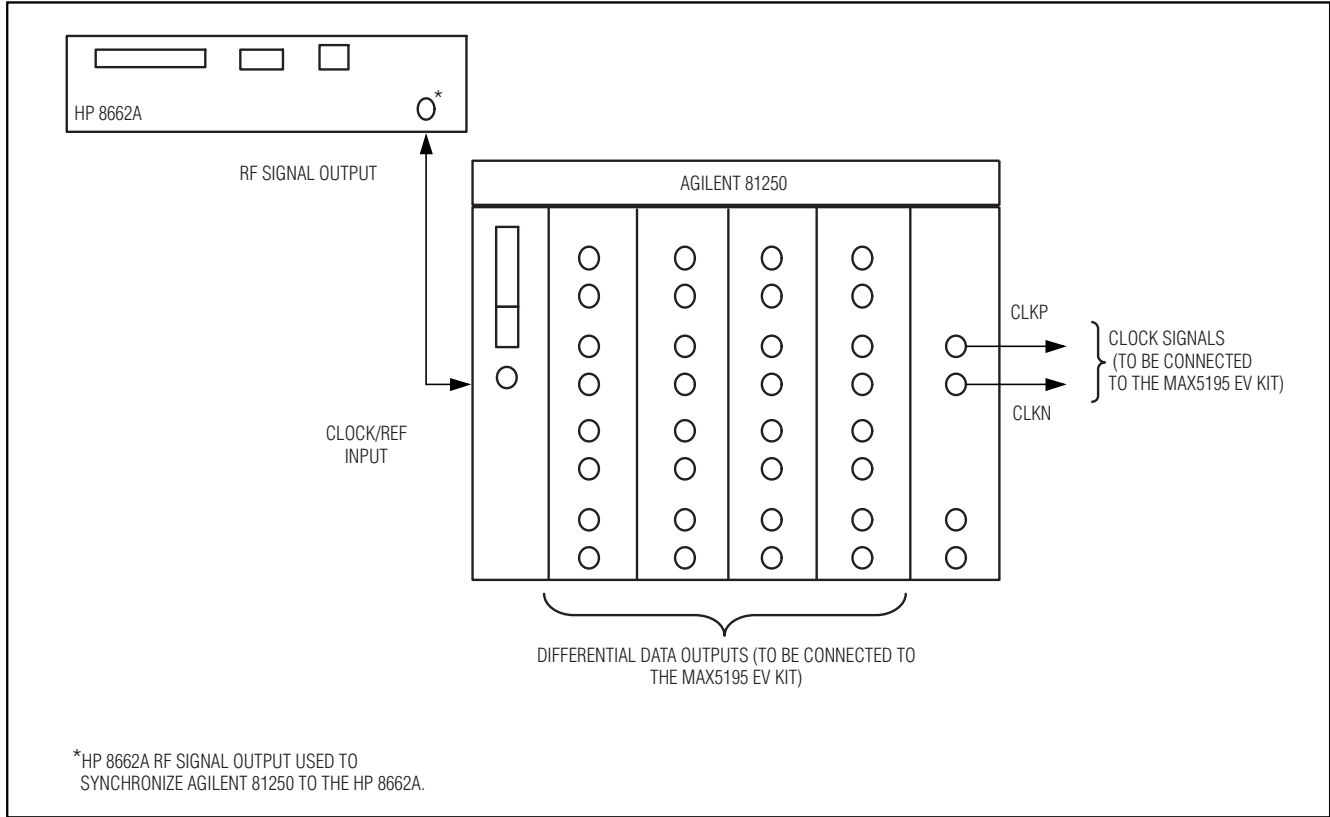 HP 8662A
*
RF SIGNAL OUTPUT
AGILENT 81250
CLOCK/REF
INPUT
CLKP
CLKN
CLOCK SIGNALS
(TO BE CONNECTED
TO THE MAX5195 EV KIT)
DIFFERENTIAL DATA OUTPUTS (TO BE CONNECTED TO
THE MAX5195 EV KIT)
*HP 8662A RF SIGNAL OUTPUT USED TO
SYNCHRONIZE AGILENT 81250 TO THE HP 8662A.